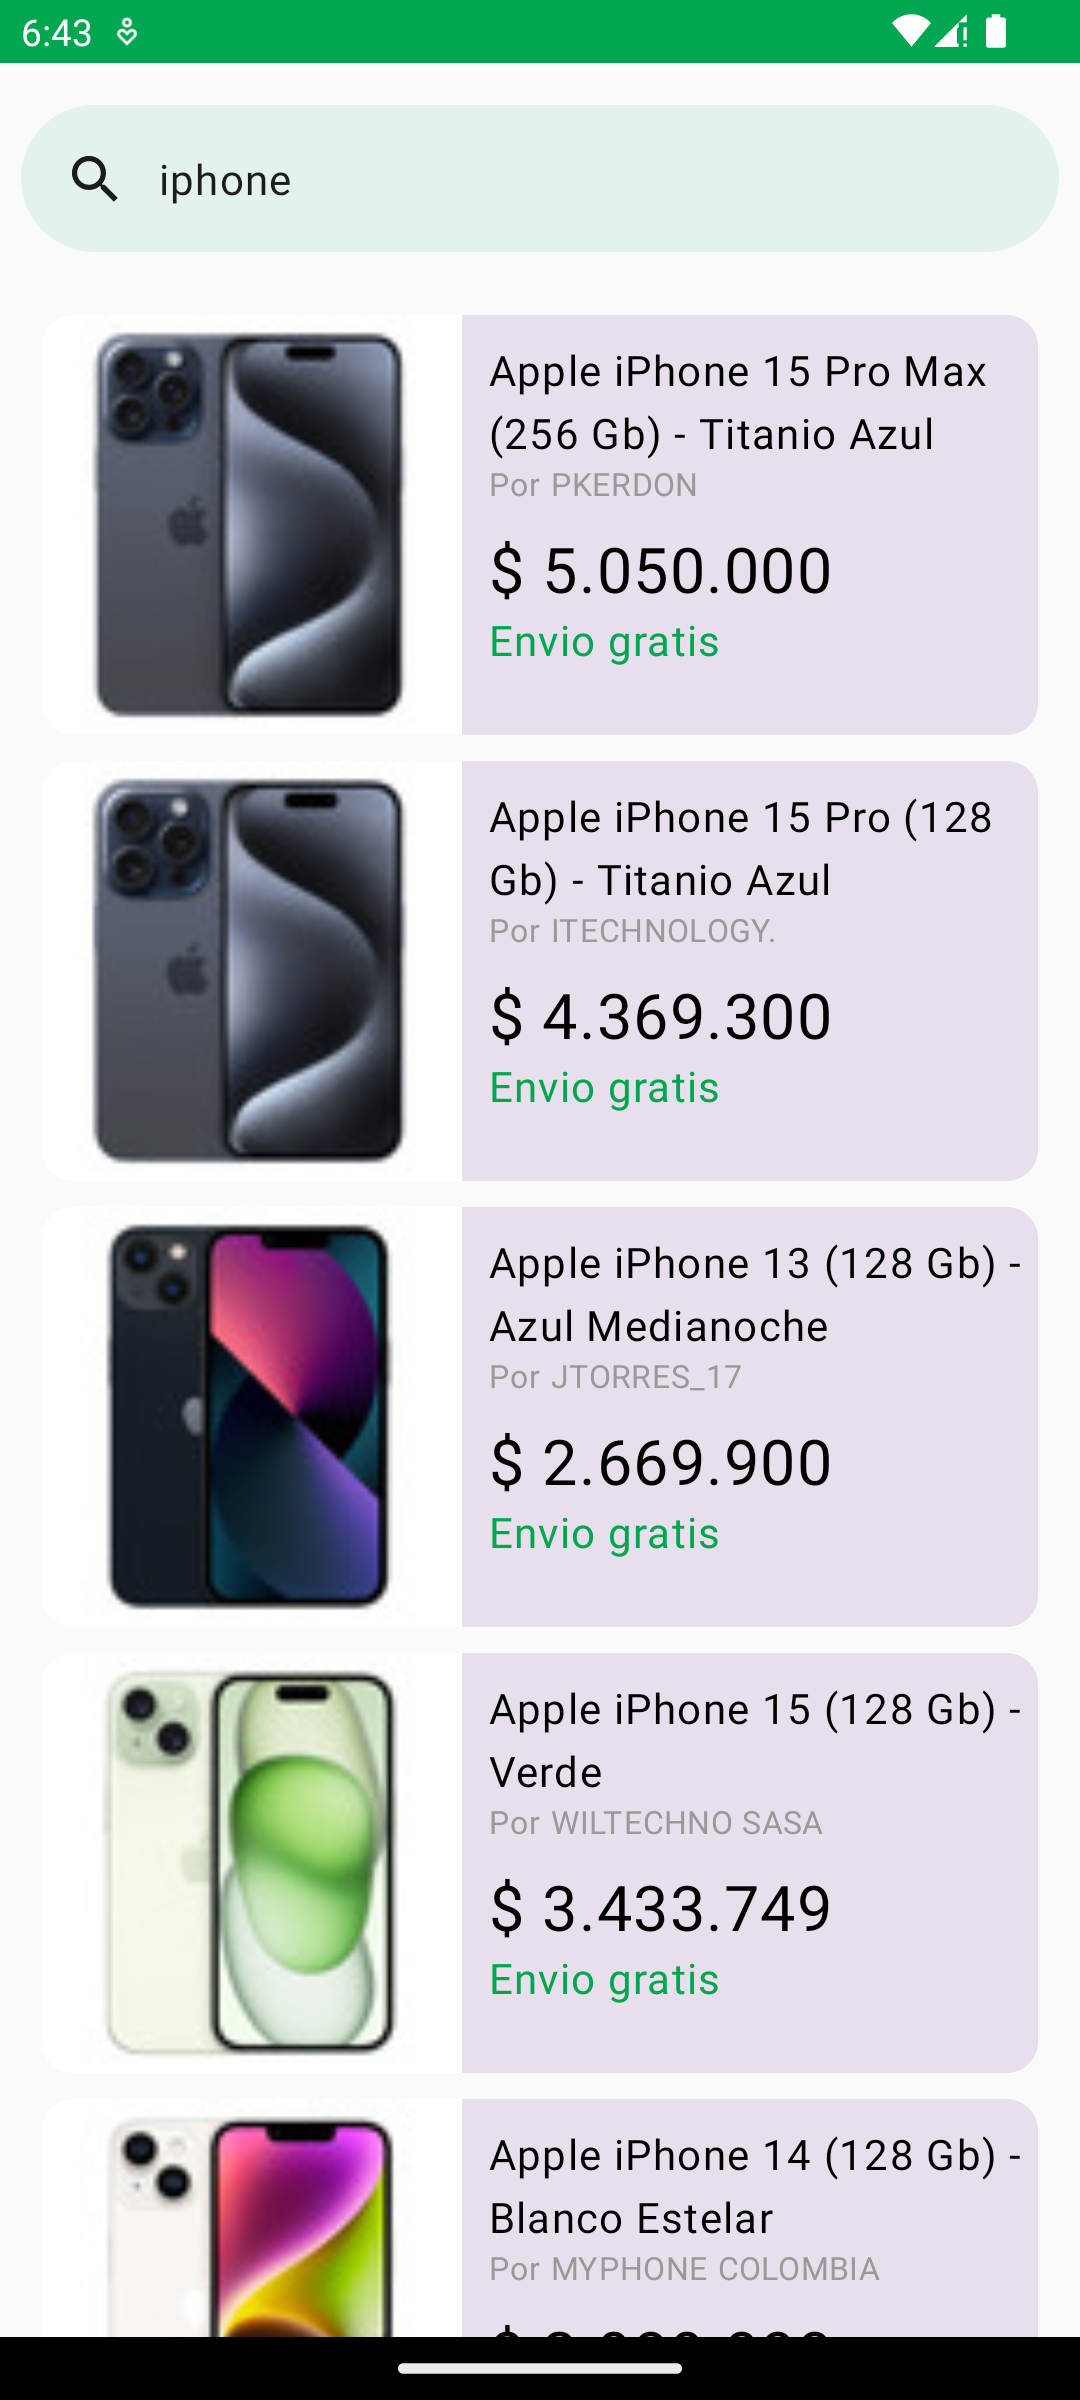 6:43
iphone
Apple iPhone 15 Pro Max
(256 Gb) - Titanio Azul
Por PKERDON
$ 5.050.000
Envio gratis
Apple iPhone 15 Pro (128
Gb) - Titanio Azul
Por ITECHNOLOGY.
$ 4.369.300
Envio gratis
Apple iPhone 13 (128 Gb) -
Azul Medianoche
Por JTORRES_17
$ 2.669.900
Envio gratis
Apple iPhone 15 (128 Gb) -
Verde
Por WILTECHNO SASA
$ 3.433.749
Envio gratis
Apple iPhone 14 (128 Gb) -
Blanco Estelar
Por MYPHONE COLOMBIA